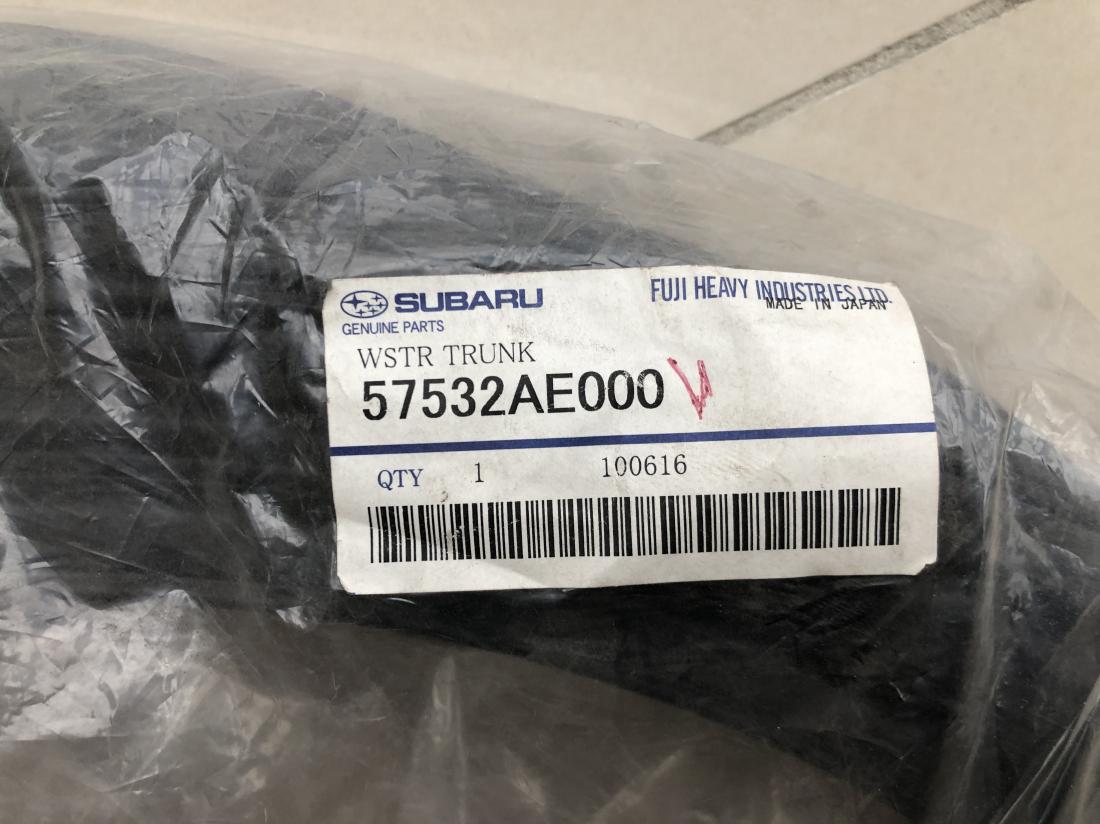 SUBARU
FUJI HEAVY INDUSTRIES,LTD.
MADE IN JAPAN
GENUINE PARTS
WSTR TRUNK
57532AE000
QTY 1 100616